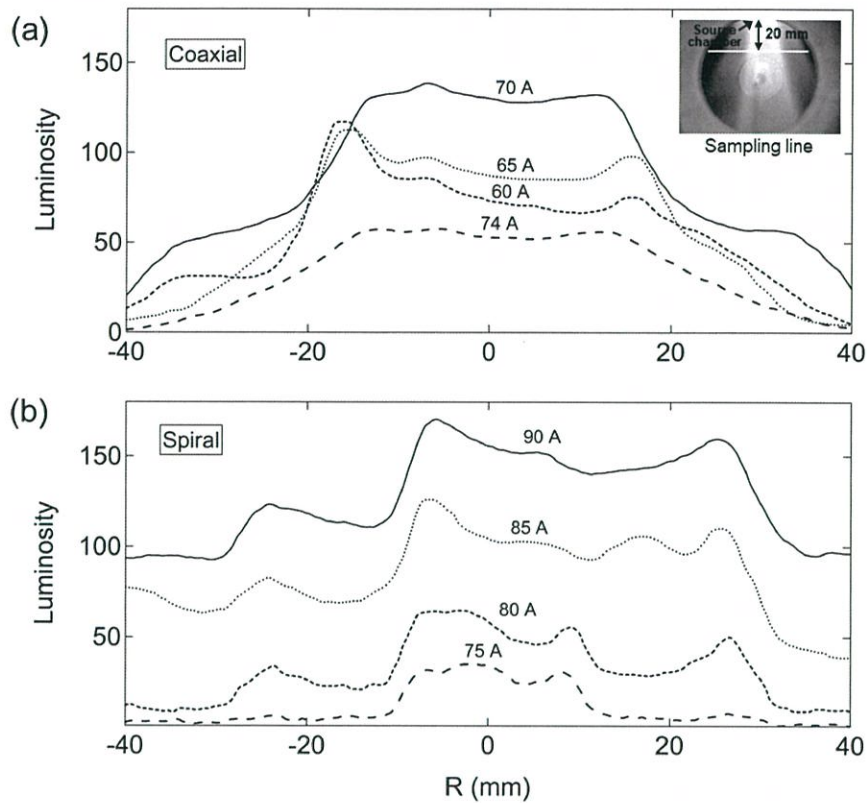 (a)
Coaxial
Source
chamber
20 mm
Sampling line
70 A
65 A
60 A
74 A
Luminosity
150
100
50
0
-40
-20
0
20
40
(b)
Spiral
90 A
85 A
80 A
75 A
Luminosity
150
100
50
-40
-20
0
20
40
R (mm)